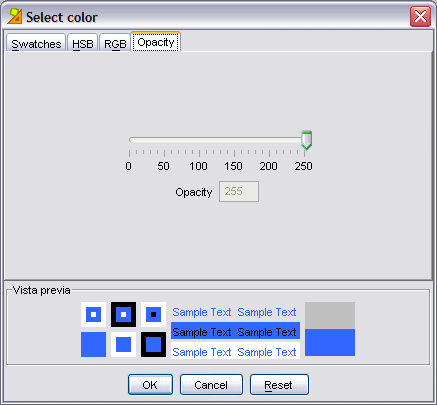 Select color
Swatches HSB RGB Opacity
0 50 100 150 200 250
Opacity 255
Vista previa
Sample Text Sample Text
Sample Text Sample Text
Sample Text Sample Text
OK Cancel Reset